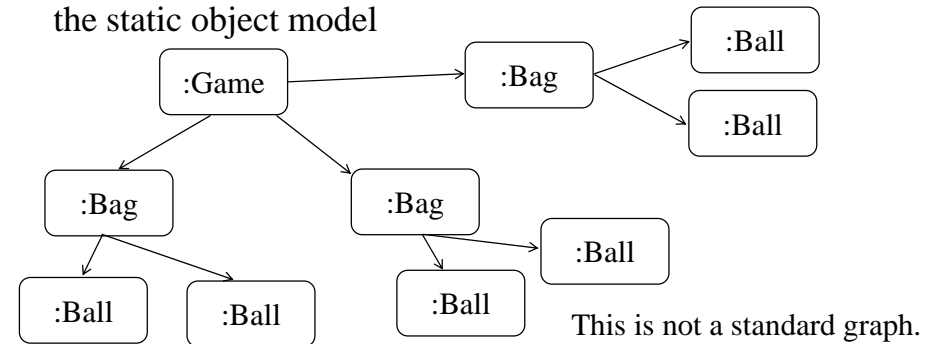 the static object model
:Game
:Bag
:Ball
:Ball
:Bag
:Bag
:Ball
:Ball
:Ball
:Ball
This is not a standard graph.